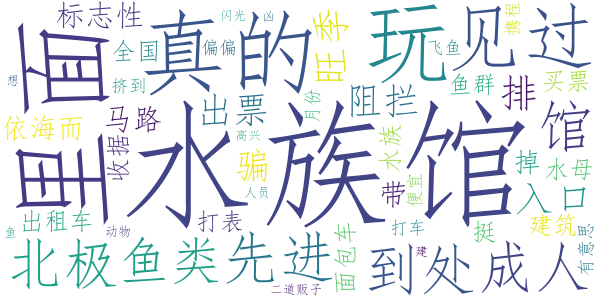 里面
真的
玩
见过
水族馆
标志性
闪光
凶
全国
偏偏
旺季
飞鱼
携程
想
挤到
依海而
马路
收据
出票
高兴
月份
阻拦
鱼群
买票
排
馆
骗
人员
水族
便宜
带
掉
水母
入口
鱼
出租车
动物
打表
打车
挺
建筑
建
有意思
北极
鱼类
先进
面包车
到处
成人
二道贩子